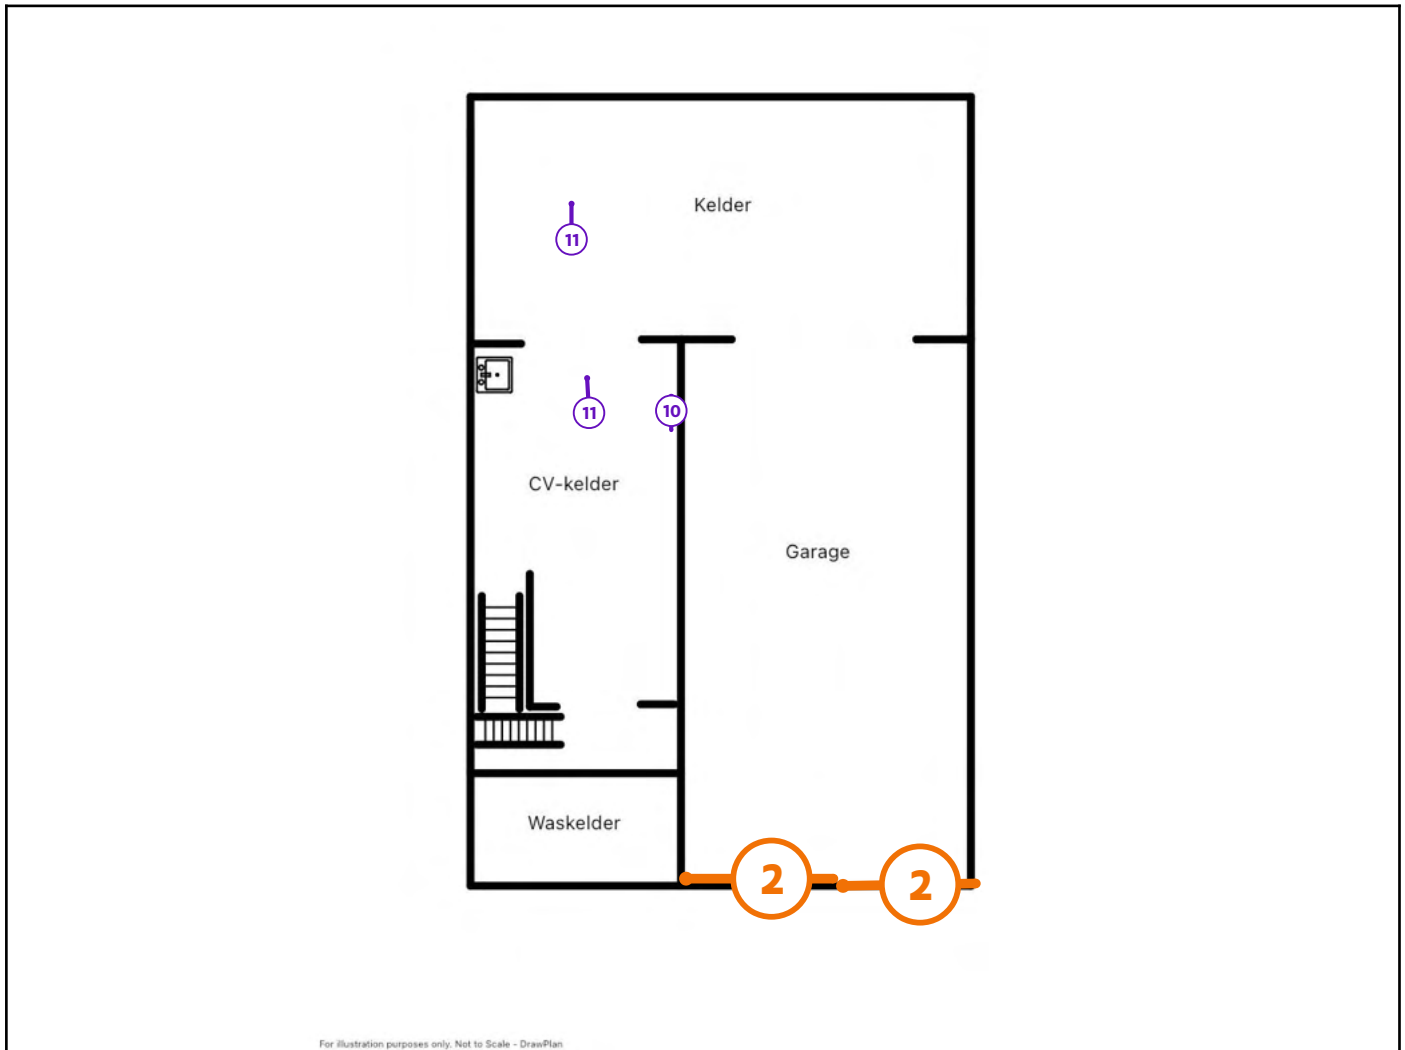 Kelder
11
11
10
CV-kelder
Garage
Waskelder
2
2
For illustration purposes only. Not to Scale - DrawPlan